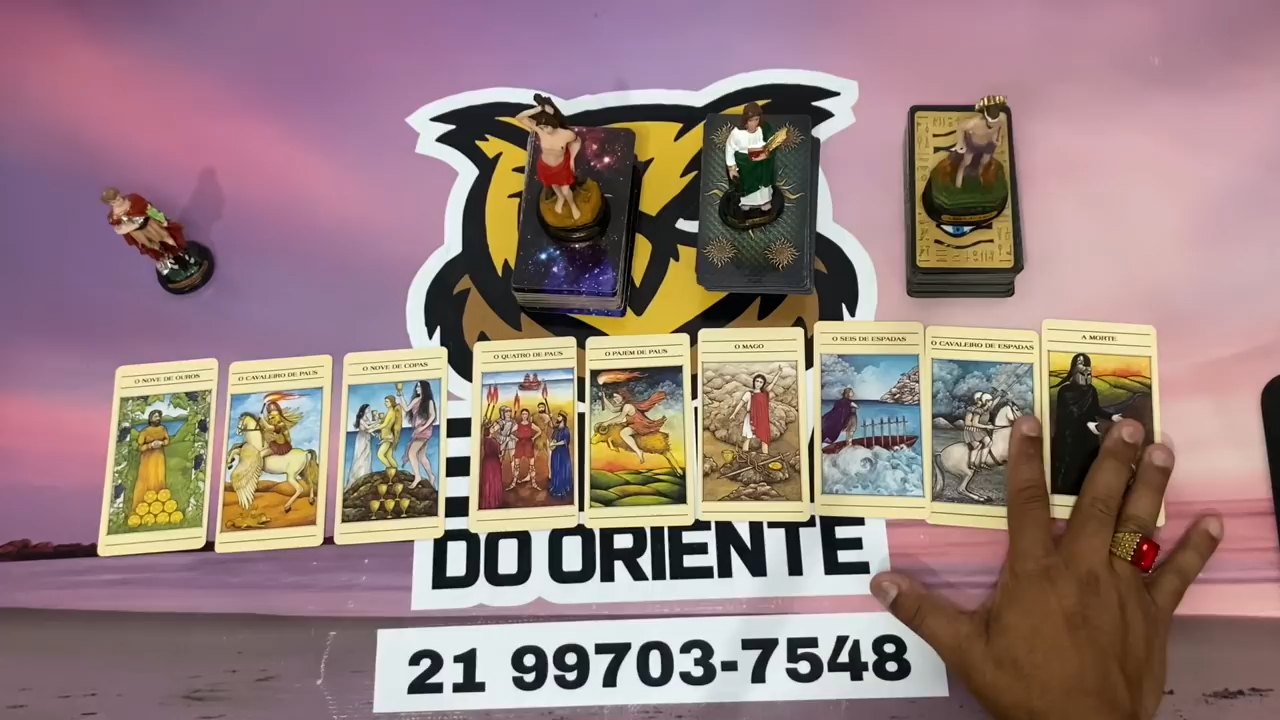 O NOVE DE OUROS
O CAVALEIRO DE PAUS
O NOVE DE COPAS
O QUATRO DE PAUS
O PAJEM DE PAUS
O MAGO
O SEIS DE ESPADAS
O CAVALEIRO DE ESPADAS
A MORTE
DO ORIENTE
21 99703-7548